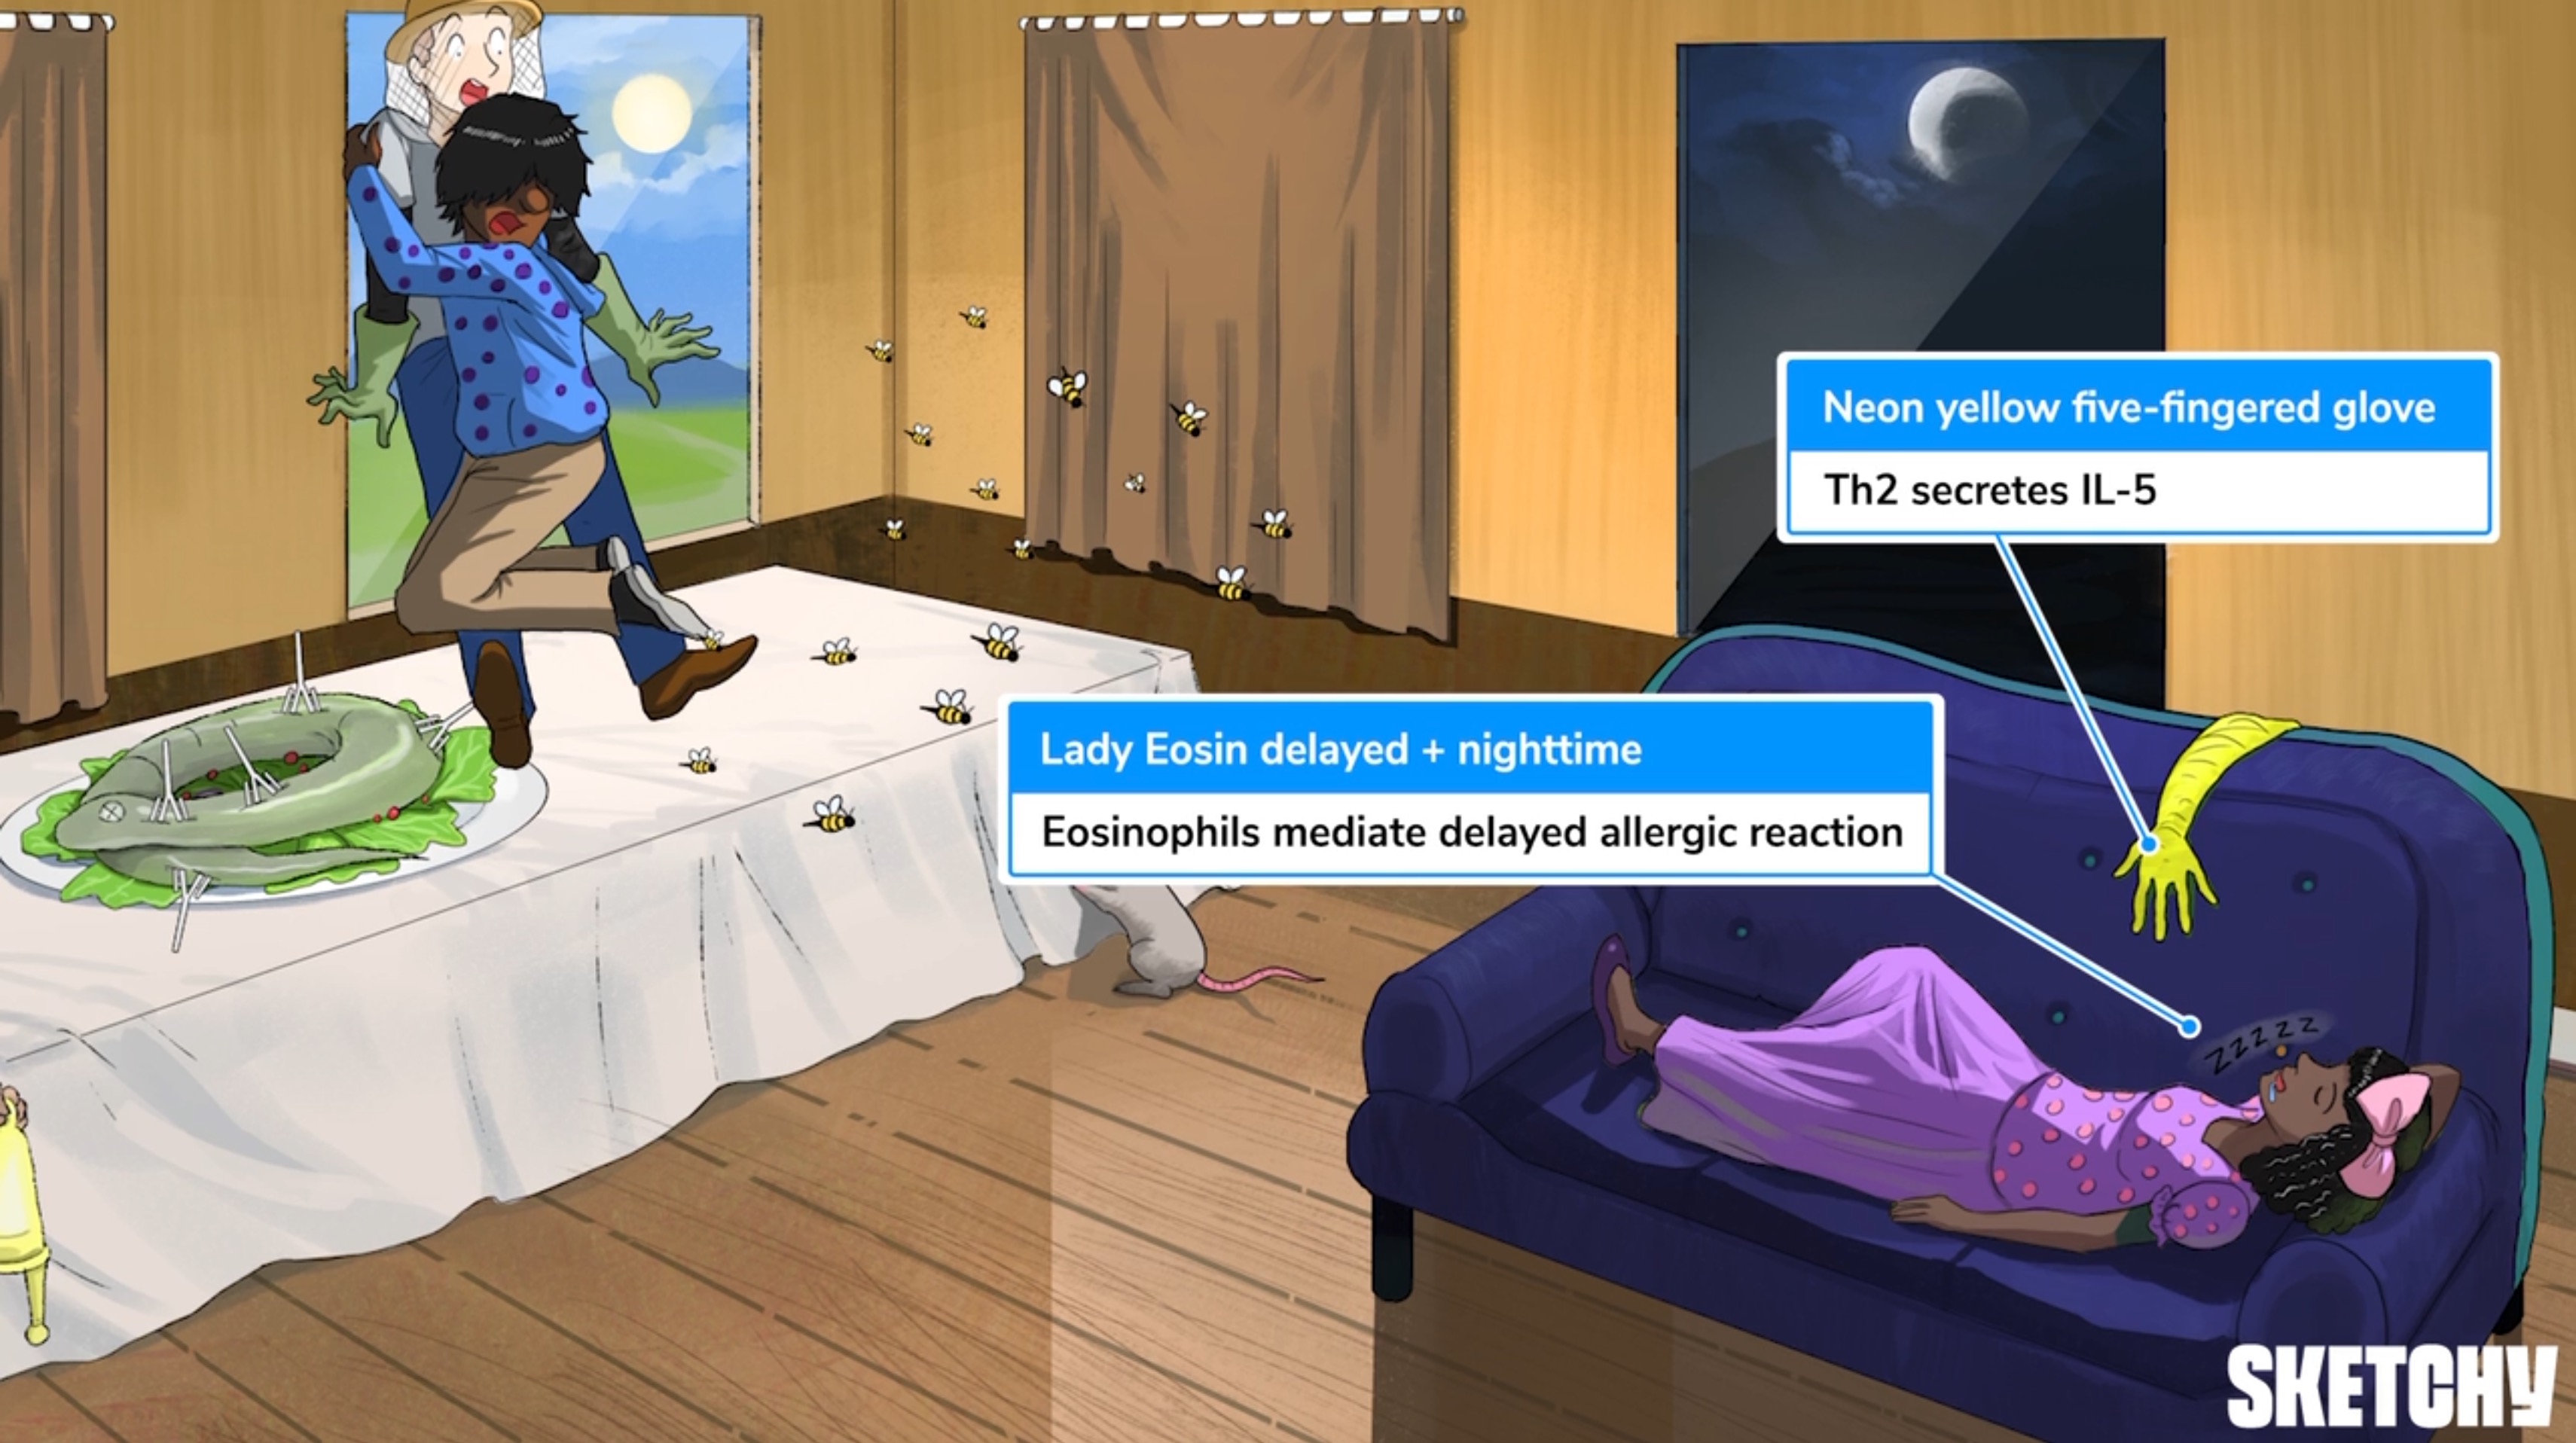 Neon yellow five-fingered glove
Th2 secretes IL-5
Lady Eosin delayed + nighttime
Eosinophils mediate delayed allergic reaction
ZZZZZ
SKETCHY